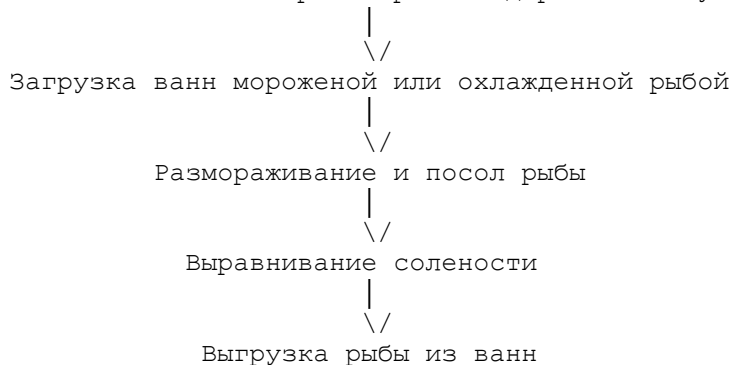 |
\/
Загрузка ванн мороженой или охлажденной рыбой
|
\/
Размораживание и посол рыбы
|
\/
Выравнивание солености
|
\/
Выгрузка рыбы из ванн